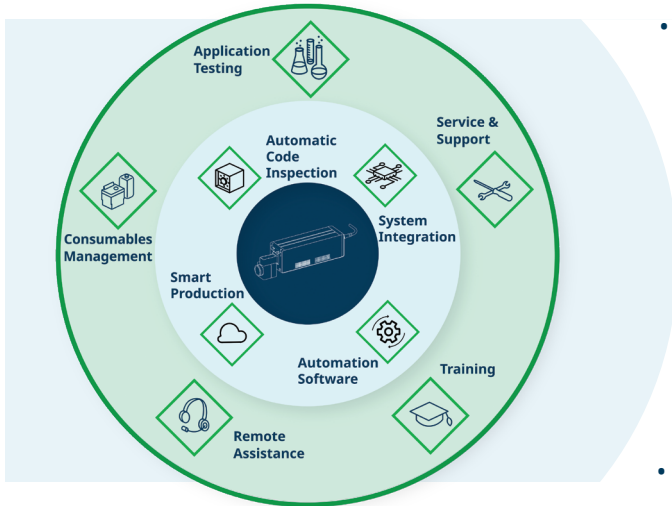 Application
Testing
Service &
Support
Automatic
Code
Inspection
System
Integration
Consumables
Management
Smart
Production
Automation
Software
Training
Remote
Assistance